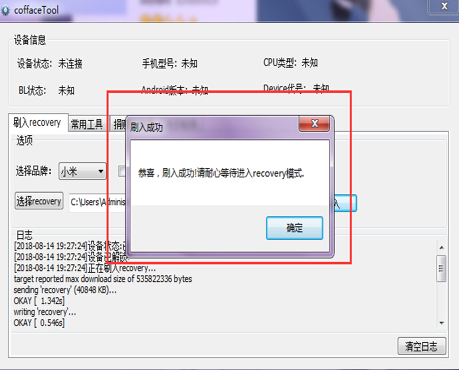 coffaceTool
设备信息
设备状态: 未连接 手机型号: 未知 CPU类型: 未知
BL状态: 未知 Android版本: 未知 Device代号: 未知
刷入recovery 常用工具
选项
选择品牌: 小米
选择recovery C:\Users\Adminis
刷入成功
恭喜，刷入成功!请耐心等待进入recovery模式.
确定
日志
[2018-08-14 19:27:24]设备状态:
[2018-08-14 19:27:24]设备已解锁
[2018-08-14 19:27:24]正在刷入recovery...
target reported max download size of 535822336 bytes
sending 'recovery' (40848 KB)...
OKAY [ 1.342s]
writing 'recovery'...
OKAY [ 0.546s]
清空日志